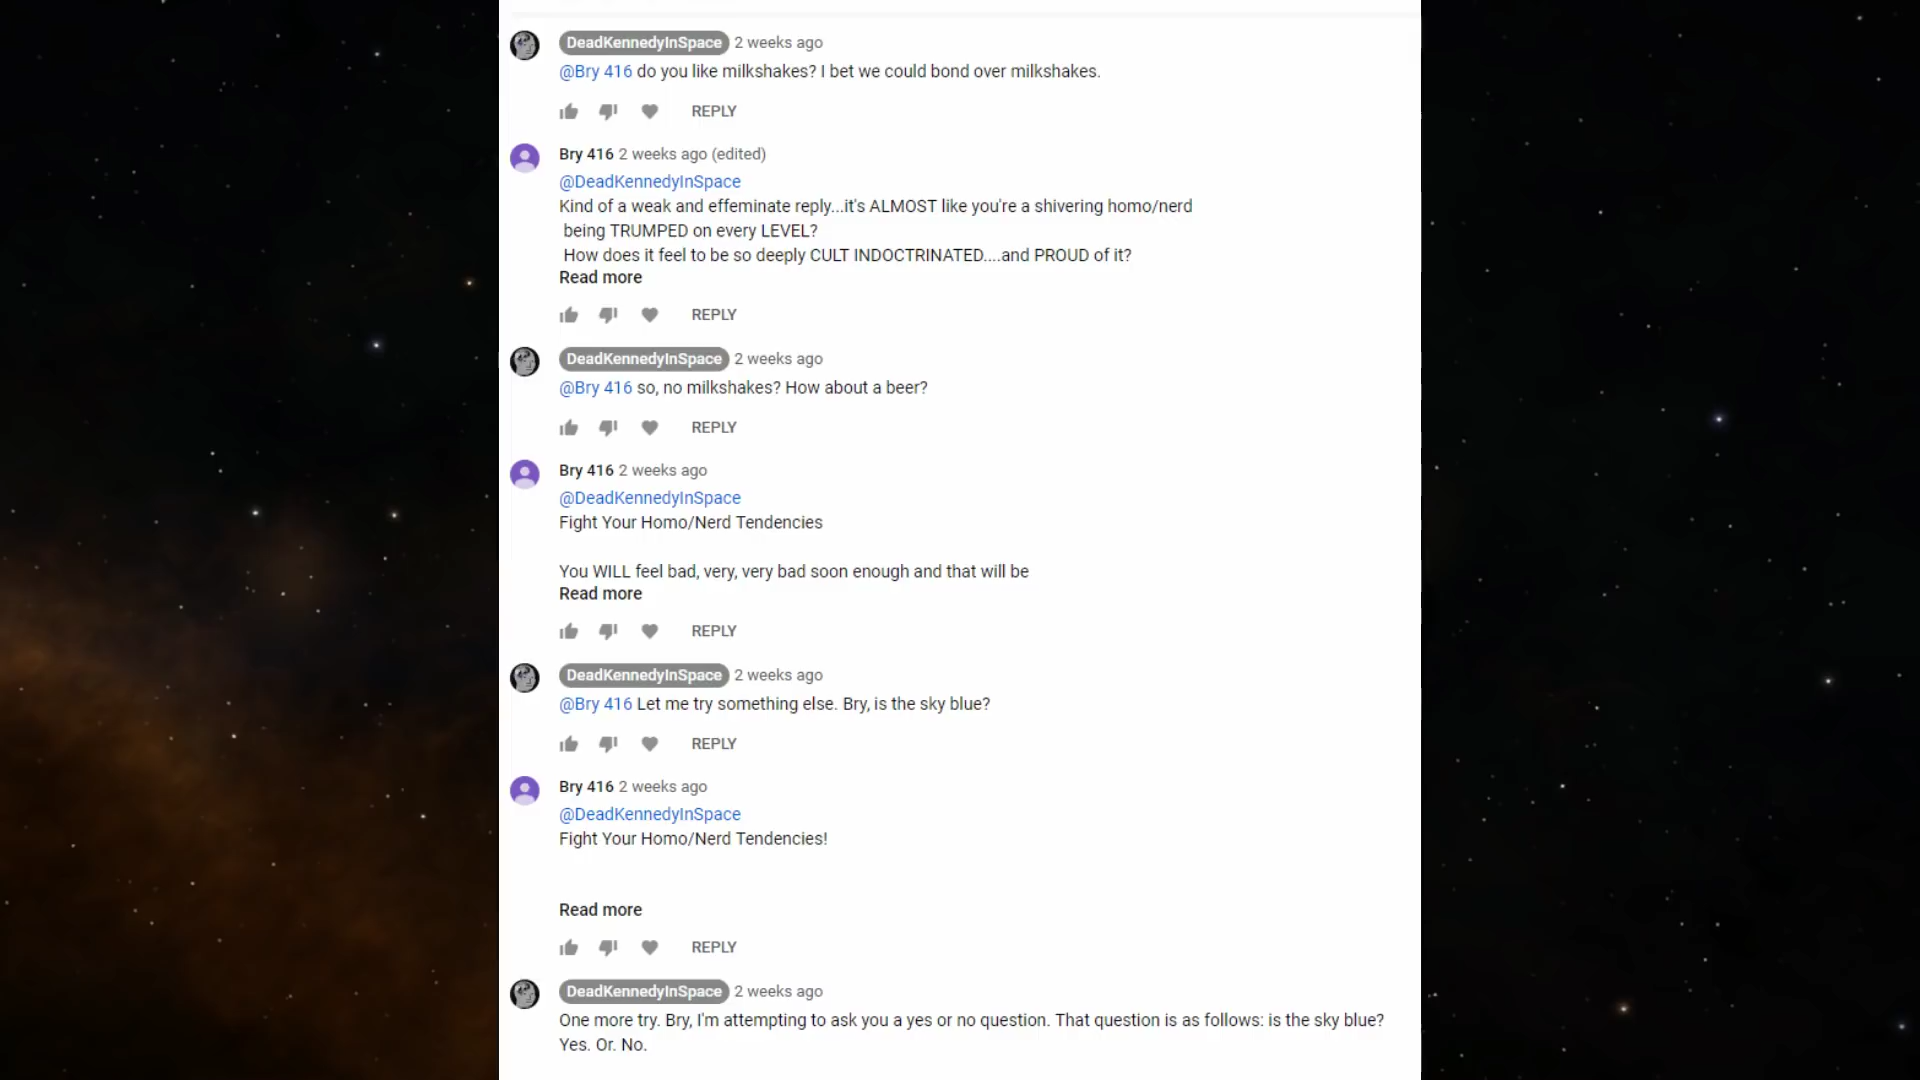 DeadKennedyInSpace 2 weeks ago
@Bry 416 do you like milkshakes? I bet we could bond over milkshakes.
REPLY
Bry 416 2 weeks ago (edited)
@DeadKennedyInSpace
Kind of a weak and effeminate reply...it's ALMOST like you're a shivering homo/nerd
being TRUMPED on every LEVEL?
How does it feel to be so deeply CULT INDOCTRINATED....and PROUD of it?
Read more
REPLY
DeadKennedyInSpace 2 weeks ago
@Bry 416 so, no milkshakes? How about a beer?
REPLY
Bry 416 2 weeks ago
@DeadKennedyInSpace
Fight Your Homo/Nerd Tendencies
You WILL feel bad, very, very bad soon enough and that will be
Read more
REPLY
DeadKennedyInSpace 2 weeks ago
@Bry 416 Let me try something else. Bry, is the sky blue?
REPLY
Bry 416 2 weeks ago
@DeadKennedyInSpace
Fight Your Homo/Nerd Tendencies!
Read more
REPLY
DeadKennedyInSpace 2 weeks ago
One more try. Bry, I'm attempting to ask you a yes or no question. That question is as follows: is the sky blue?
Yes. Or. No.